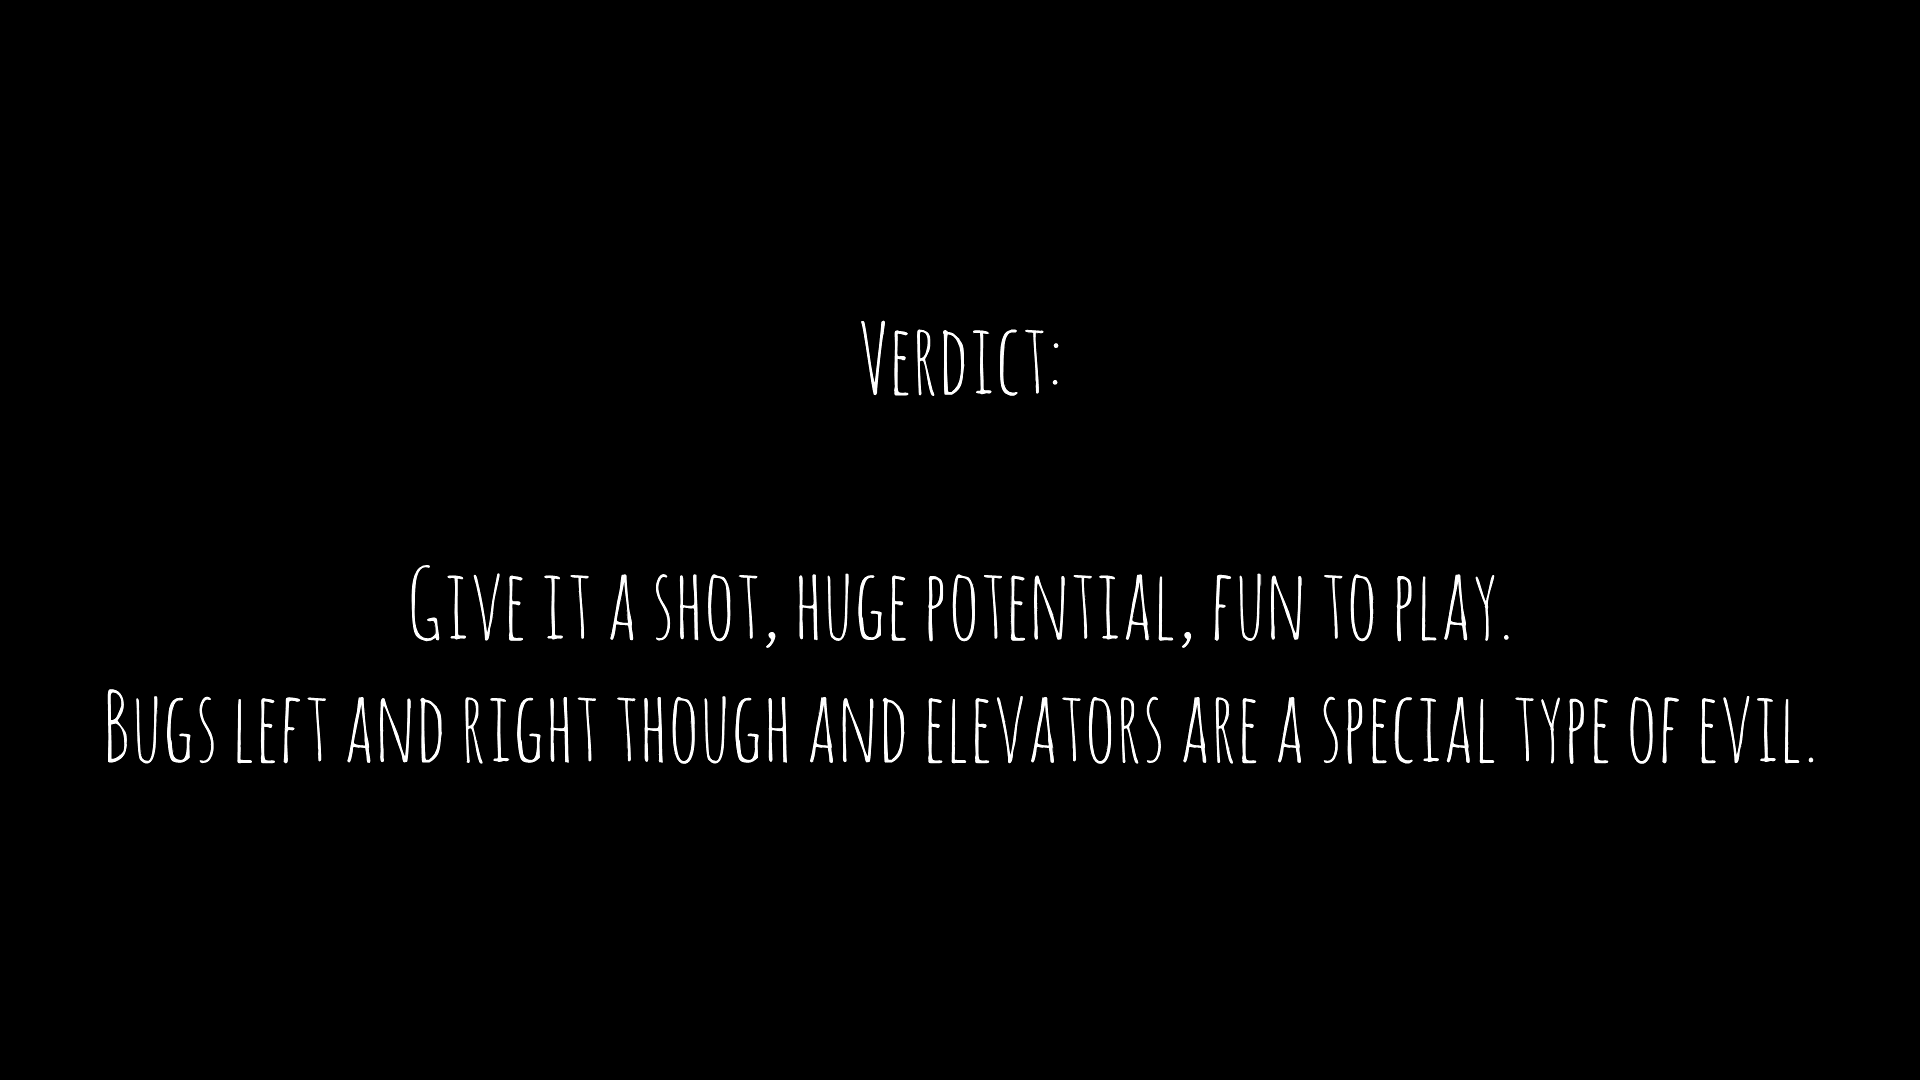 Verdict:
Give it a shot, huge potential, fun to play.
Bugs left and right though and elevators are a special type of evil.